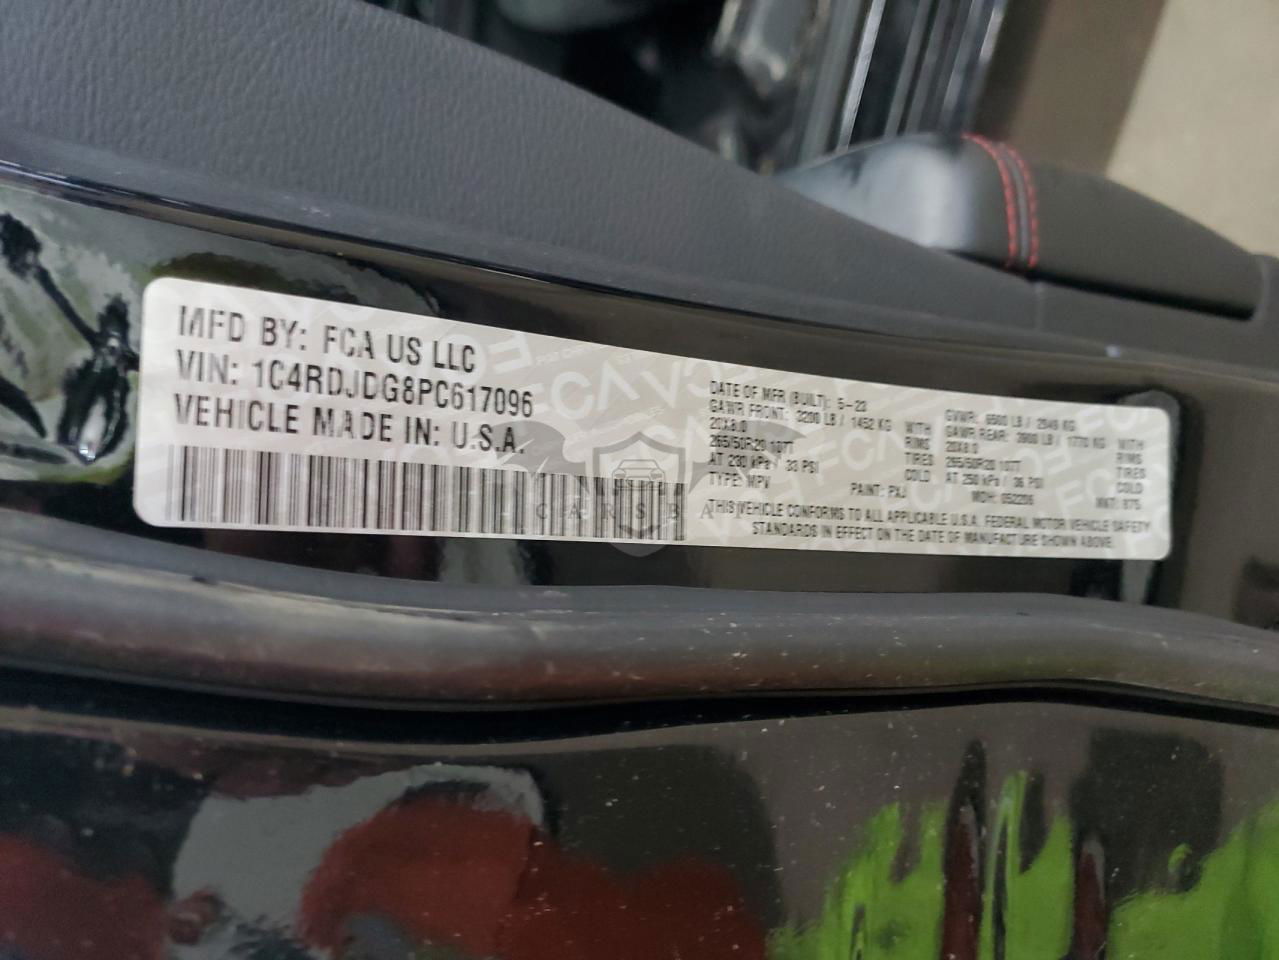 MFD BY: FCA US LLC
VIN: 1C4RDJDG8PC617096
VEHICLE MADE IN: U.S.A.
DATE OF MFR (BUILT): 5-23
GAWR FRONT: 3200 LB / 1452 KG WITH
20X8.0 RIMS
265/50R20 107T TIRES
AT 230 kPa / 33 PSI COLD
TYPE: MPV
GVWR: 6500 LB / 2949 KG
GAWR REAR: 3900 LB / 1770 KG WITH
20X8.0 RIMS
265/50R20 107T TIRES
AT 250 kPa / 36 PSI COLD
PAINT: PXJ MDH: 052206 MKT: 875
THIS VEHICLE CONFORMS TO ALL APPLICABLE U.S.A. FEDERAL MOTOR VEHICLE SAFETY
STANDARDS IN EFFECT ON THE DATE OF MANUFACTURE SHOWN ABOVE.